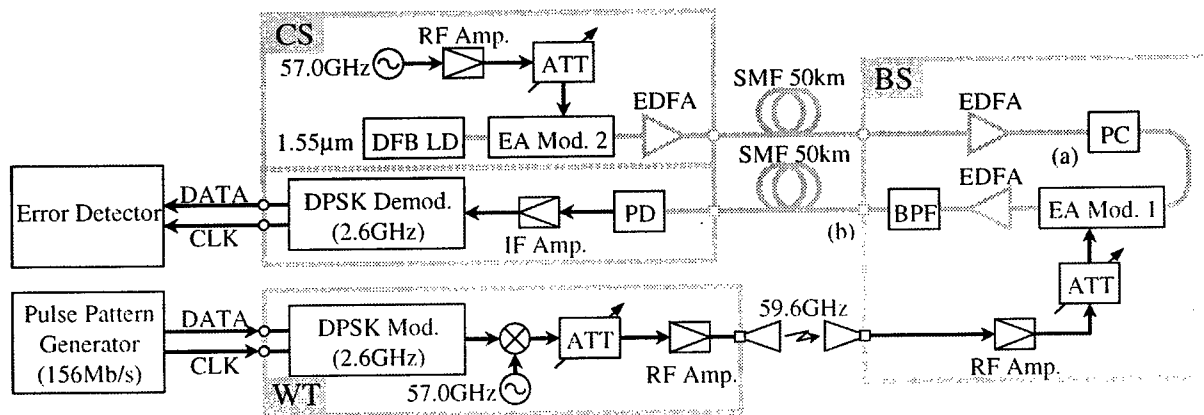 CS
RF Amp.
57.0GHz
ATT
1.55μm
DFB LD
EA Mod. 2
EDFA
SMF 50km
SMF 50km
BS
EDFA
(a)
PC
EDFA
BPF
EA Mod. 1
(b)
ATT
RF Amp.
Error Detector
DATA
CLK
DPSK Demod.
(2.6GHz)
IF Amp.
PD
Pulse Pattern
Generator
(156Mb/s)
DATA
CLK
DPSK Mod.
(2.6GHz)
WT
57.0GHz
ATT
RF Amp.
59.6GHz